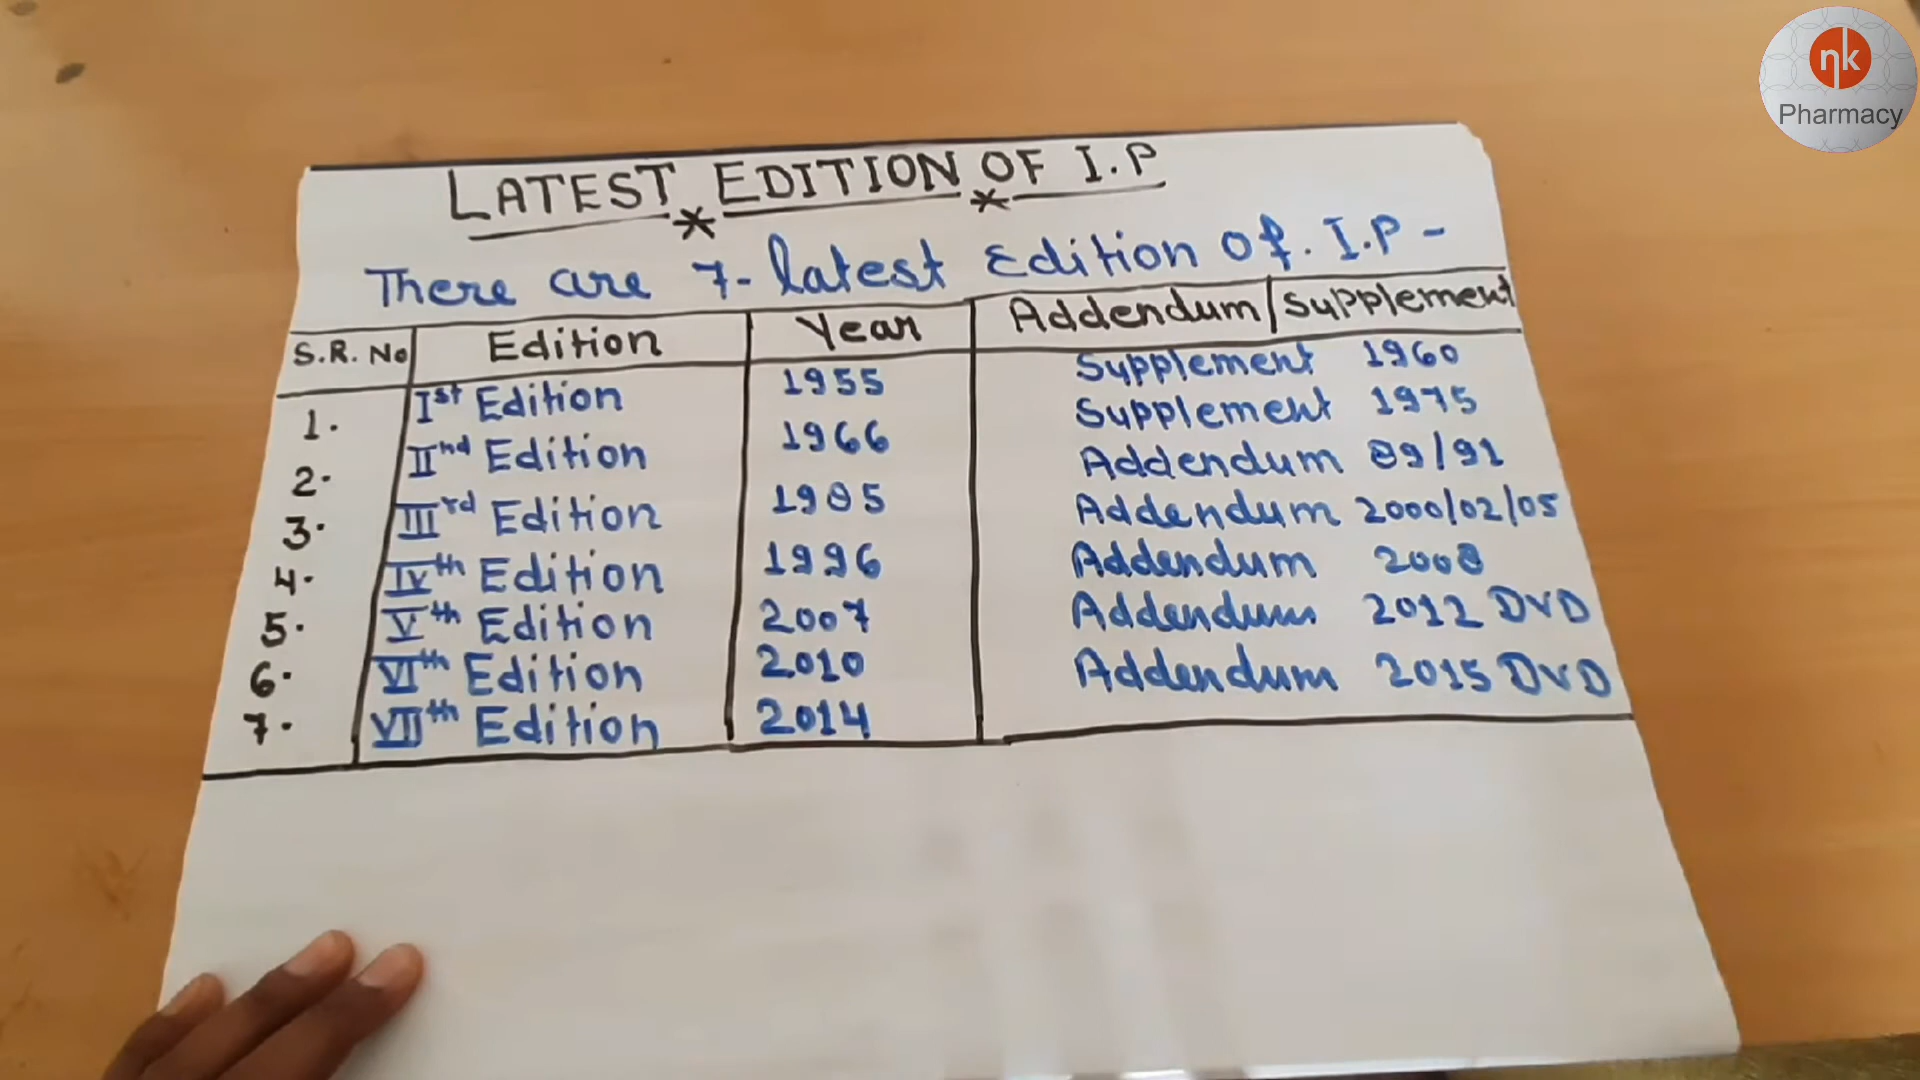 ηk
Pharmacy
LATEST EDITION OF I.P
There are 7- latest Edition Of. I.P -
S.R. No Edition Year Addendum/Supplement
1. Ist Edition 1955 Supplement 1960
2. IInd Edition 1966 Supplement 1975
3. IIIrd Edition 1985 Addendum 89/91
4. IVth Edition 1996 Addendum 2000/02/05
5. Vth Edition 2007 Addendum 2008
6. VIth Edition 2010 Addendum 2012 DVD
7. VIIth Edition 2014 Addendum 2015 DVD